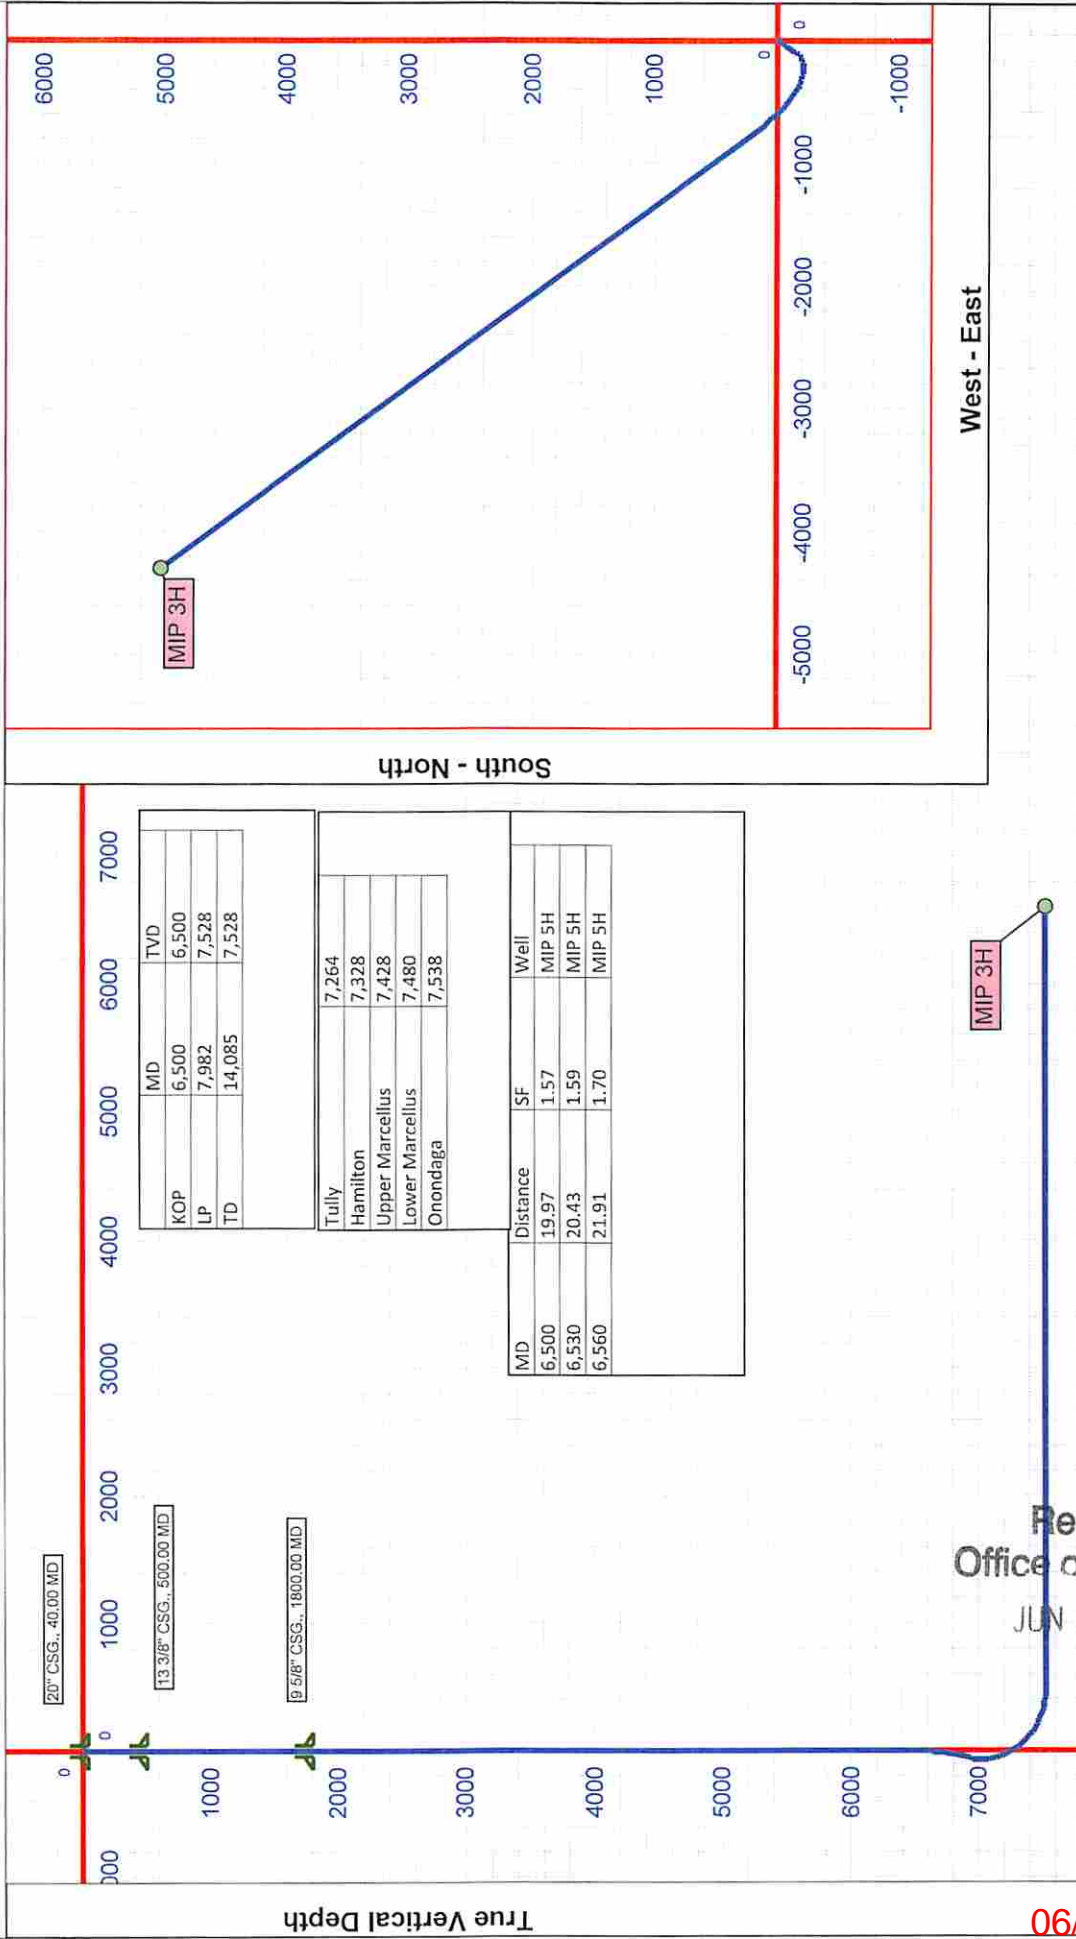 True Vertical Depth
0
1000
2000
3000
4000
5000
6000
7000
000
0
1000
2000
3000
4000
5000
6000
7000
20" CSG., 40.00 MD
13 3/8" CSG., 500.00 MD
9 5/8" CSG., 1800.00 MD
MD TVD
KOP 6,500 6,500
LP 7,982 7,528
TD 14,085 7,528
Tully 7,264
Hamilton 7,328
Upper Marcellus 7,428
Lower Marcellus 7,480
Onondaga 7,538
MD Distance SF Well
6,500 19.97 1.57 MIP 5H
6,530 20.43 1.59 MIP 5H
6,560 21.91 1.70 MIP 5H
MIP 3H
South - North
6000
5000
4000
3000
2000
1000
0
-1000
MIP 3H
-5000
-4000
-3000
-2000
-1000
0
West - East
Re
Office o
JUN
06/